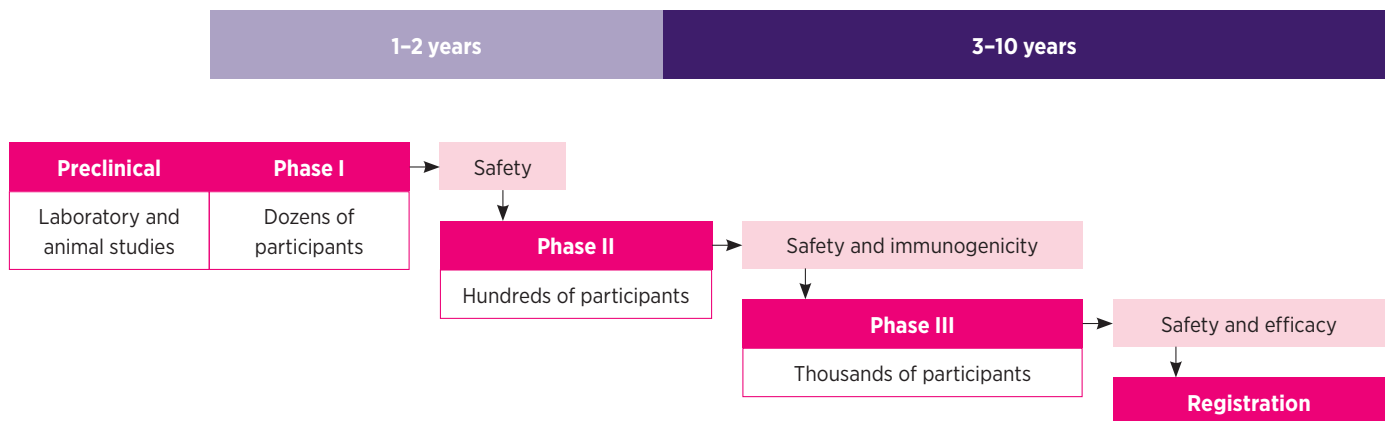 1–2 years
3–10 years
Preclinical
Phase I
Safety
Laboratory and
animal studies
Dozens of
participants
Phase II
Safety and immunogenicity
Hundreds of participants
Phase III
Safety and efficacy
Thousands of participants
Registration